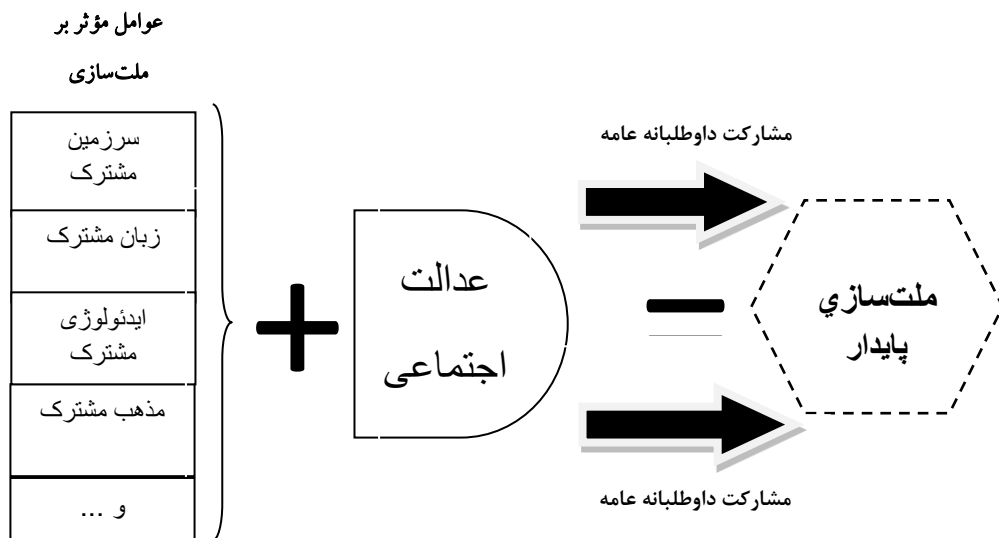 عوامل مؤثر بر
ملت‌سازی
سرزمین
مشترک
زبان مشترک
ایدئولوژی
مشترک
مذهب مشترک
و ...
عدالت
اجتماعی
مشارکت داوطلبانه عامه
مشارکت داوطلبانه عامه
ملت‌سازي
پایدار